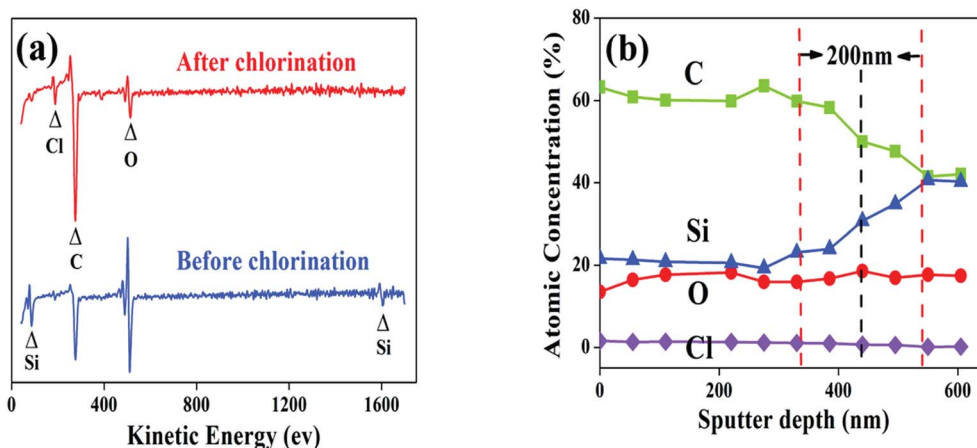 (a)
After chlorination
Δ
Cl
Δ
O
Δ
C
Before chlorination
Δ
Si
Δ
Si
0 400 800 1200 1600
Kinetic Energy (ev)
(b)
200nm
C
Si
O
Cl
80
60
40
20
0
Atomic Concentration (%)
0 200 400 600
Sputter depth (nm)